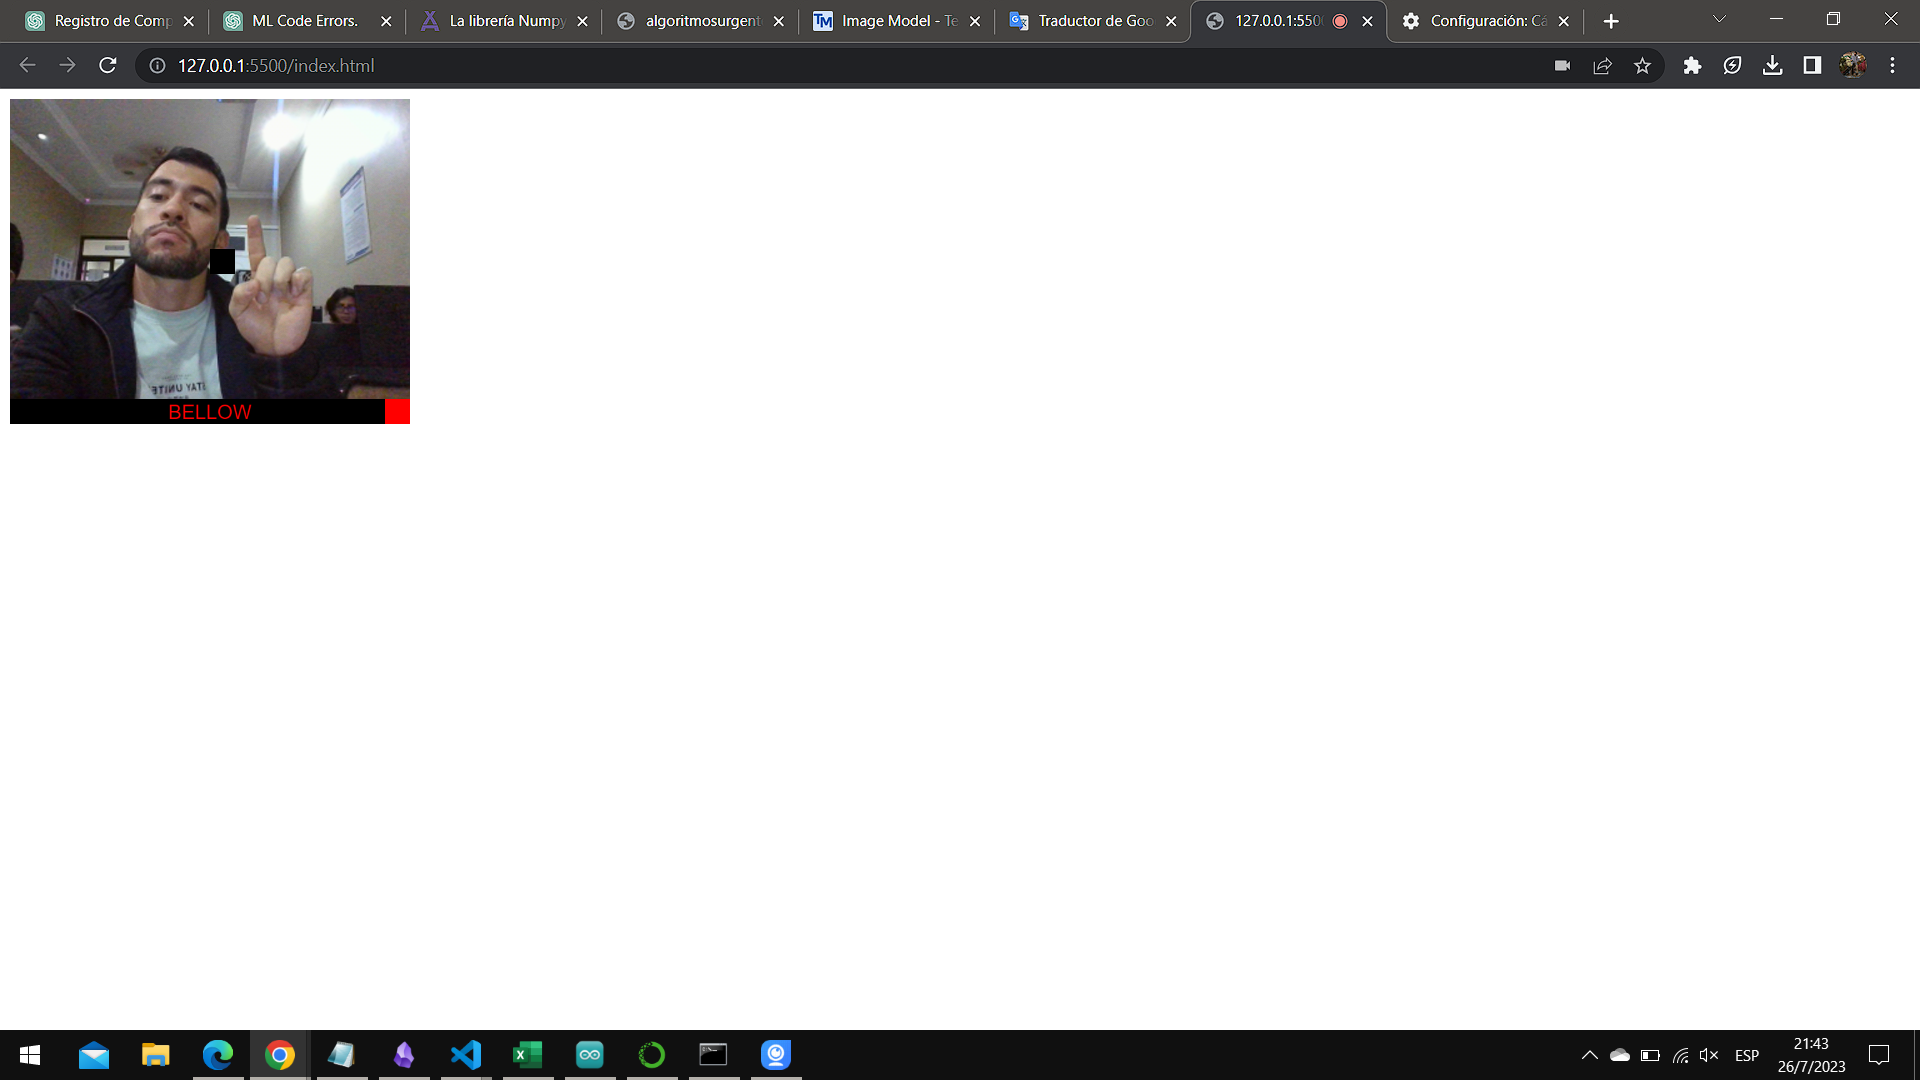 Registro de Comp
ML Code Errors.
La librería Numpy
algoritmosurgent
Image Model - Te
Traductor de Goo
127.0.0.1:550
Configuración: Cá
127.0.0.1:5500/index.html
BELLOW
ESP
21:43
26/7/2023